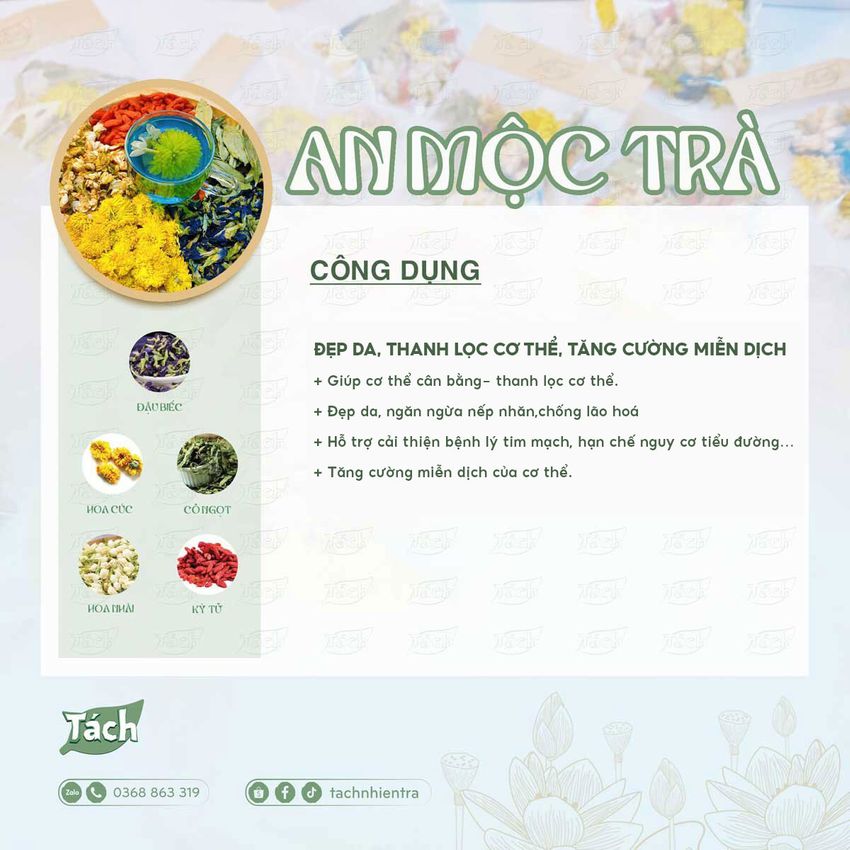 AN MỘC TRÀ
CÔNG DỤNG
ĐẸP DA, THANH LỌC CƠ THỂ, TĂNG CƯỜNG MIỄN DỊCH
+ Giúp cơ thể cân bằng- thanh lọc cơ thể.
+ Đẹp da, ngăn ngừa nếp nhăn,chống lão hoá
+ Hỗ trợ cải thiện bệnh lý tim mạch, hạn chế nguy cơ tiểu đường...
+ Tăng cường miễn dịch của cơ thể.
ĐẬU BIẾC
HOA CÚC
CỎ NGỌT
HOA NHÀI
KỶ TỬ
Tách
Zalo 0368 863 319
tachnhientra